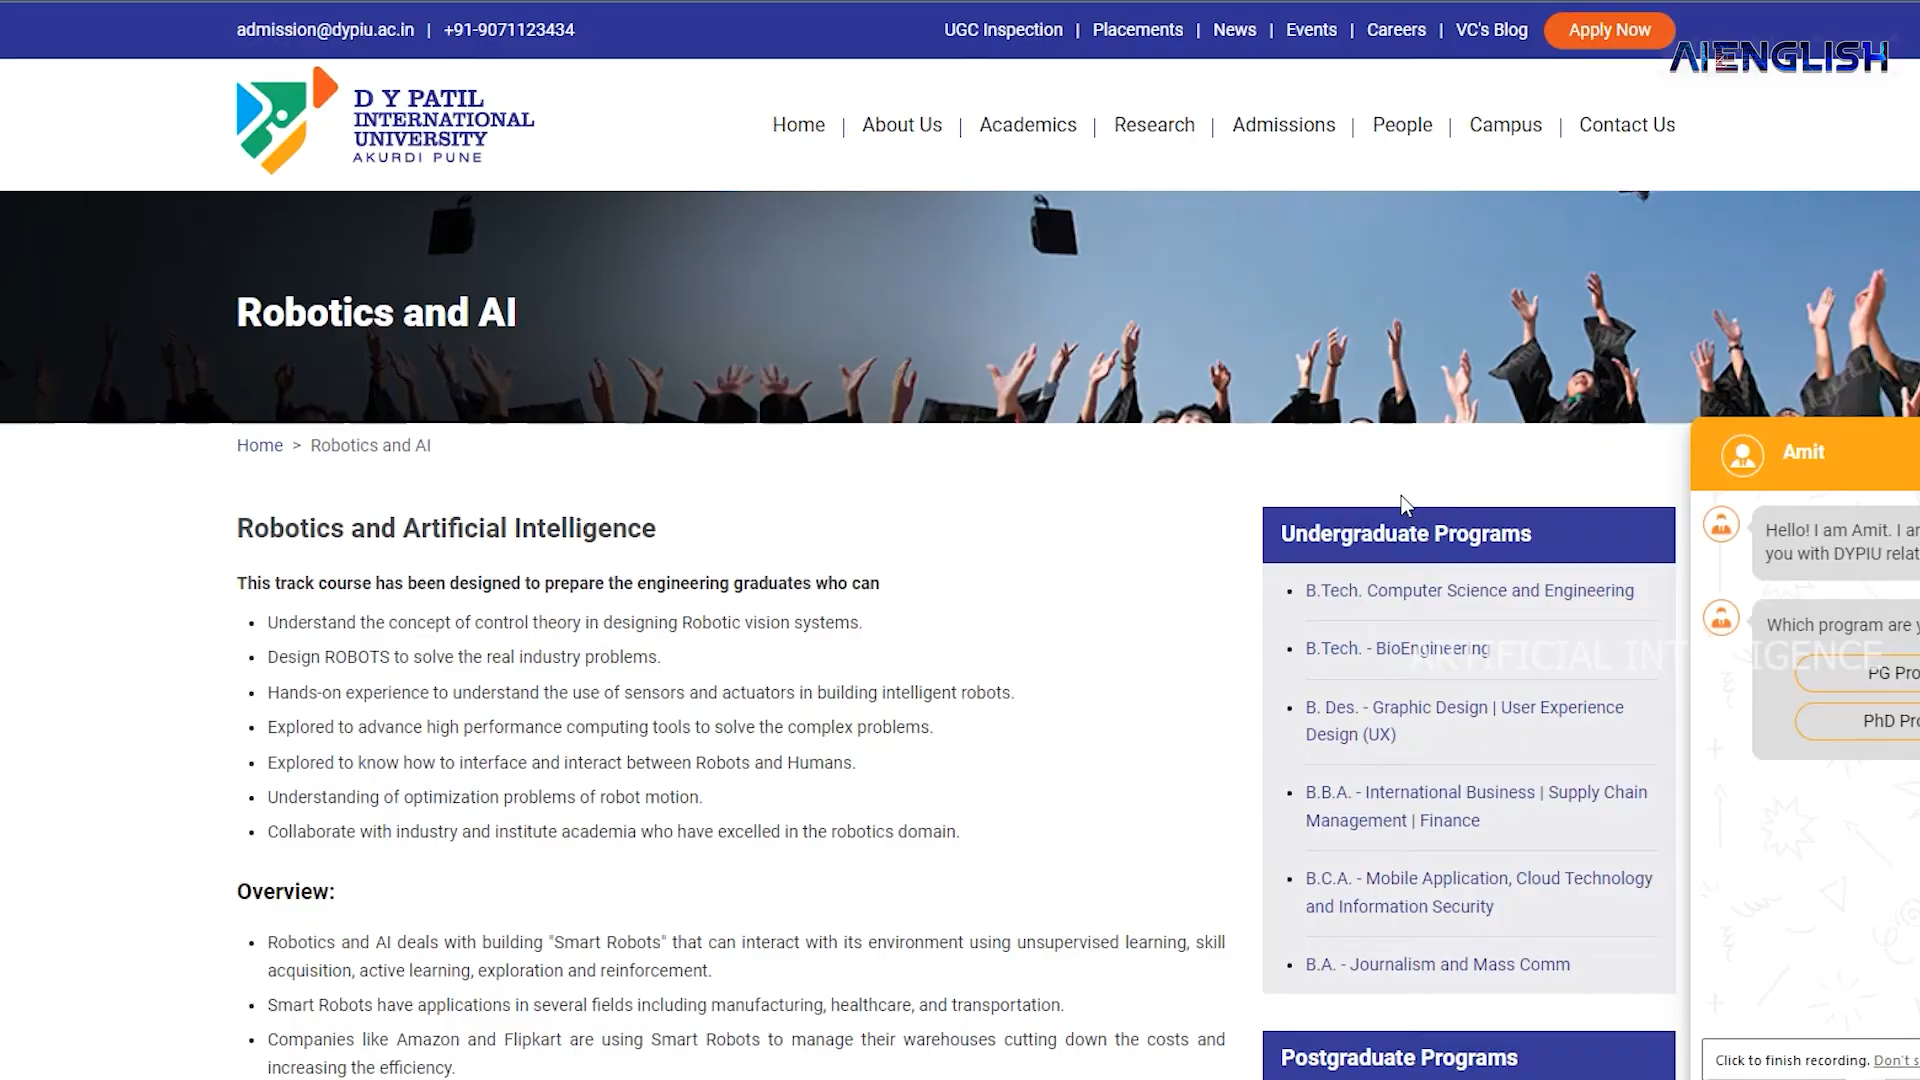 admission@dypiu.ac.in | +91-9071123434
UGC Inspection | Placements | News | Events | Careers | VC's Blog
Apply Now
AIENGLISH
D Y PATIL
INTERNATIONAL
UNIVERSITY
AKURDI PUNE
Home | About Us | Academics | Research | Admissions | People | Campus | Contact Us
Robotics and AI
Home > Robotics and AI
Robotics and Artificial Intelligence
This track course has been designed to prepare the engineering graduates who can
• Understand the concept of control theory in designing Robotic vision systems.
• Design ROBOTS to solve the real industry problems.
• Hands-on experience to understand the use of sensors and actuators in building intelligent robots.
• Explored to advance high performance computing tools to solve the complex problems.
• Explored to know how to interface and interact between Robots and Humans.
• Understanding of optimization problems of robot motion.
• Collaborate with industry and institute academia who have excelled in the robotics domain.
Overview:
• Robotics and AI deals with building "Smart Robots" that can interact with its environment using unsupervised learning, skill
acquisition, active learning, exploration and reinforcement.
• Smart Robots have applications in several fields including manufacturing, healthcare, and transportation.
• Companies like Amazon and Flipkart are using Smart Robots to manage their warehouses cutting down the costs and
increasing the efficiency.
Undergraduate Programs
• B.Tech. Computer Science and Engineering
• B.Tech. - BioEngineering
• B. Des. - Graphic Design | User Experience
Design (UX)
• B.B.A. - International Business | Supply Chain
Management | Finance
• B.C.A. - Mobile Application, Cloud Technology
and Information Security
• B.A. - Journalism and Mass Comm
Postgraduate Programs
Amit
Hello! I am Amit. I
you with DYPIU
Which program are
PG
PhD
Click to finish recording.